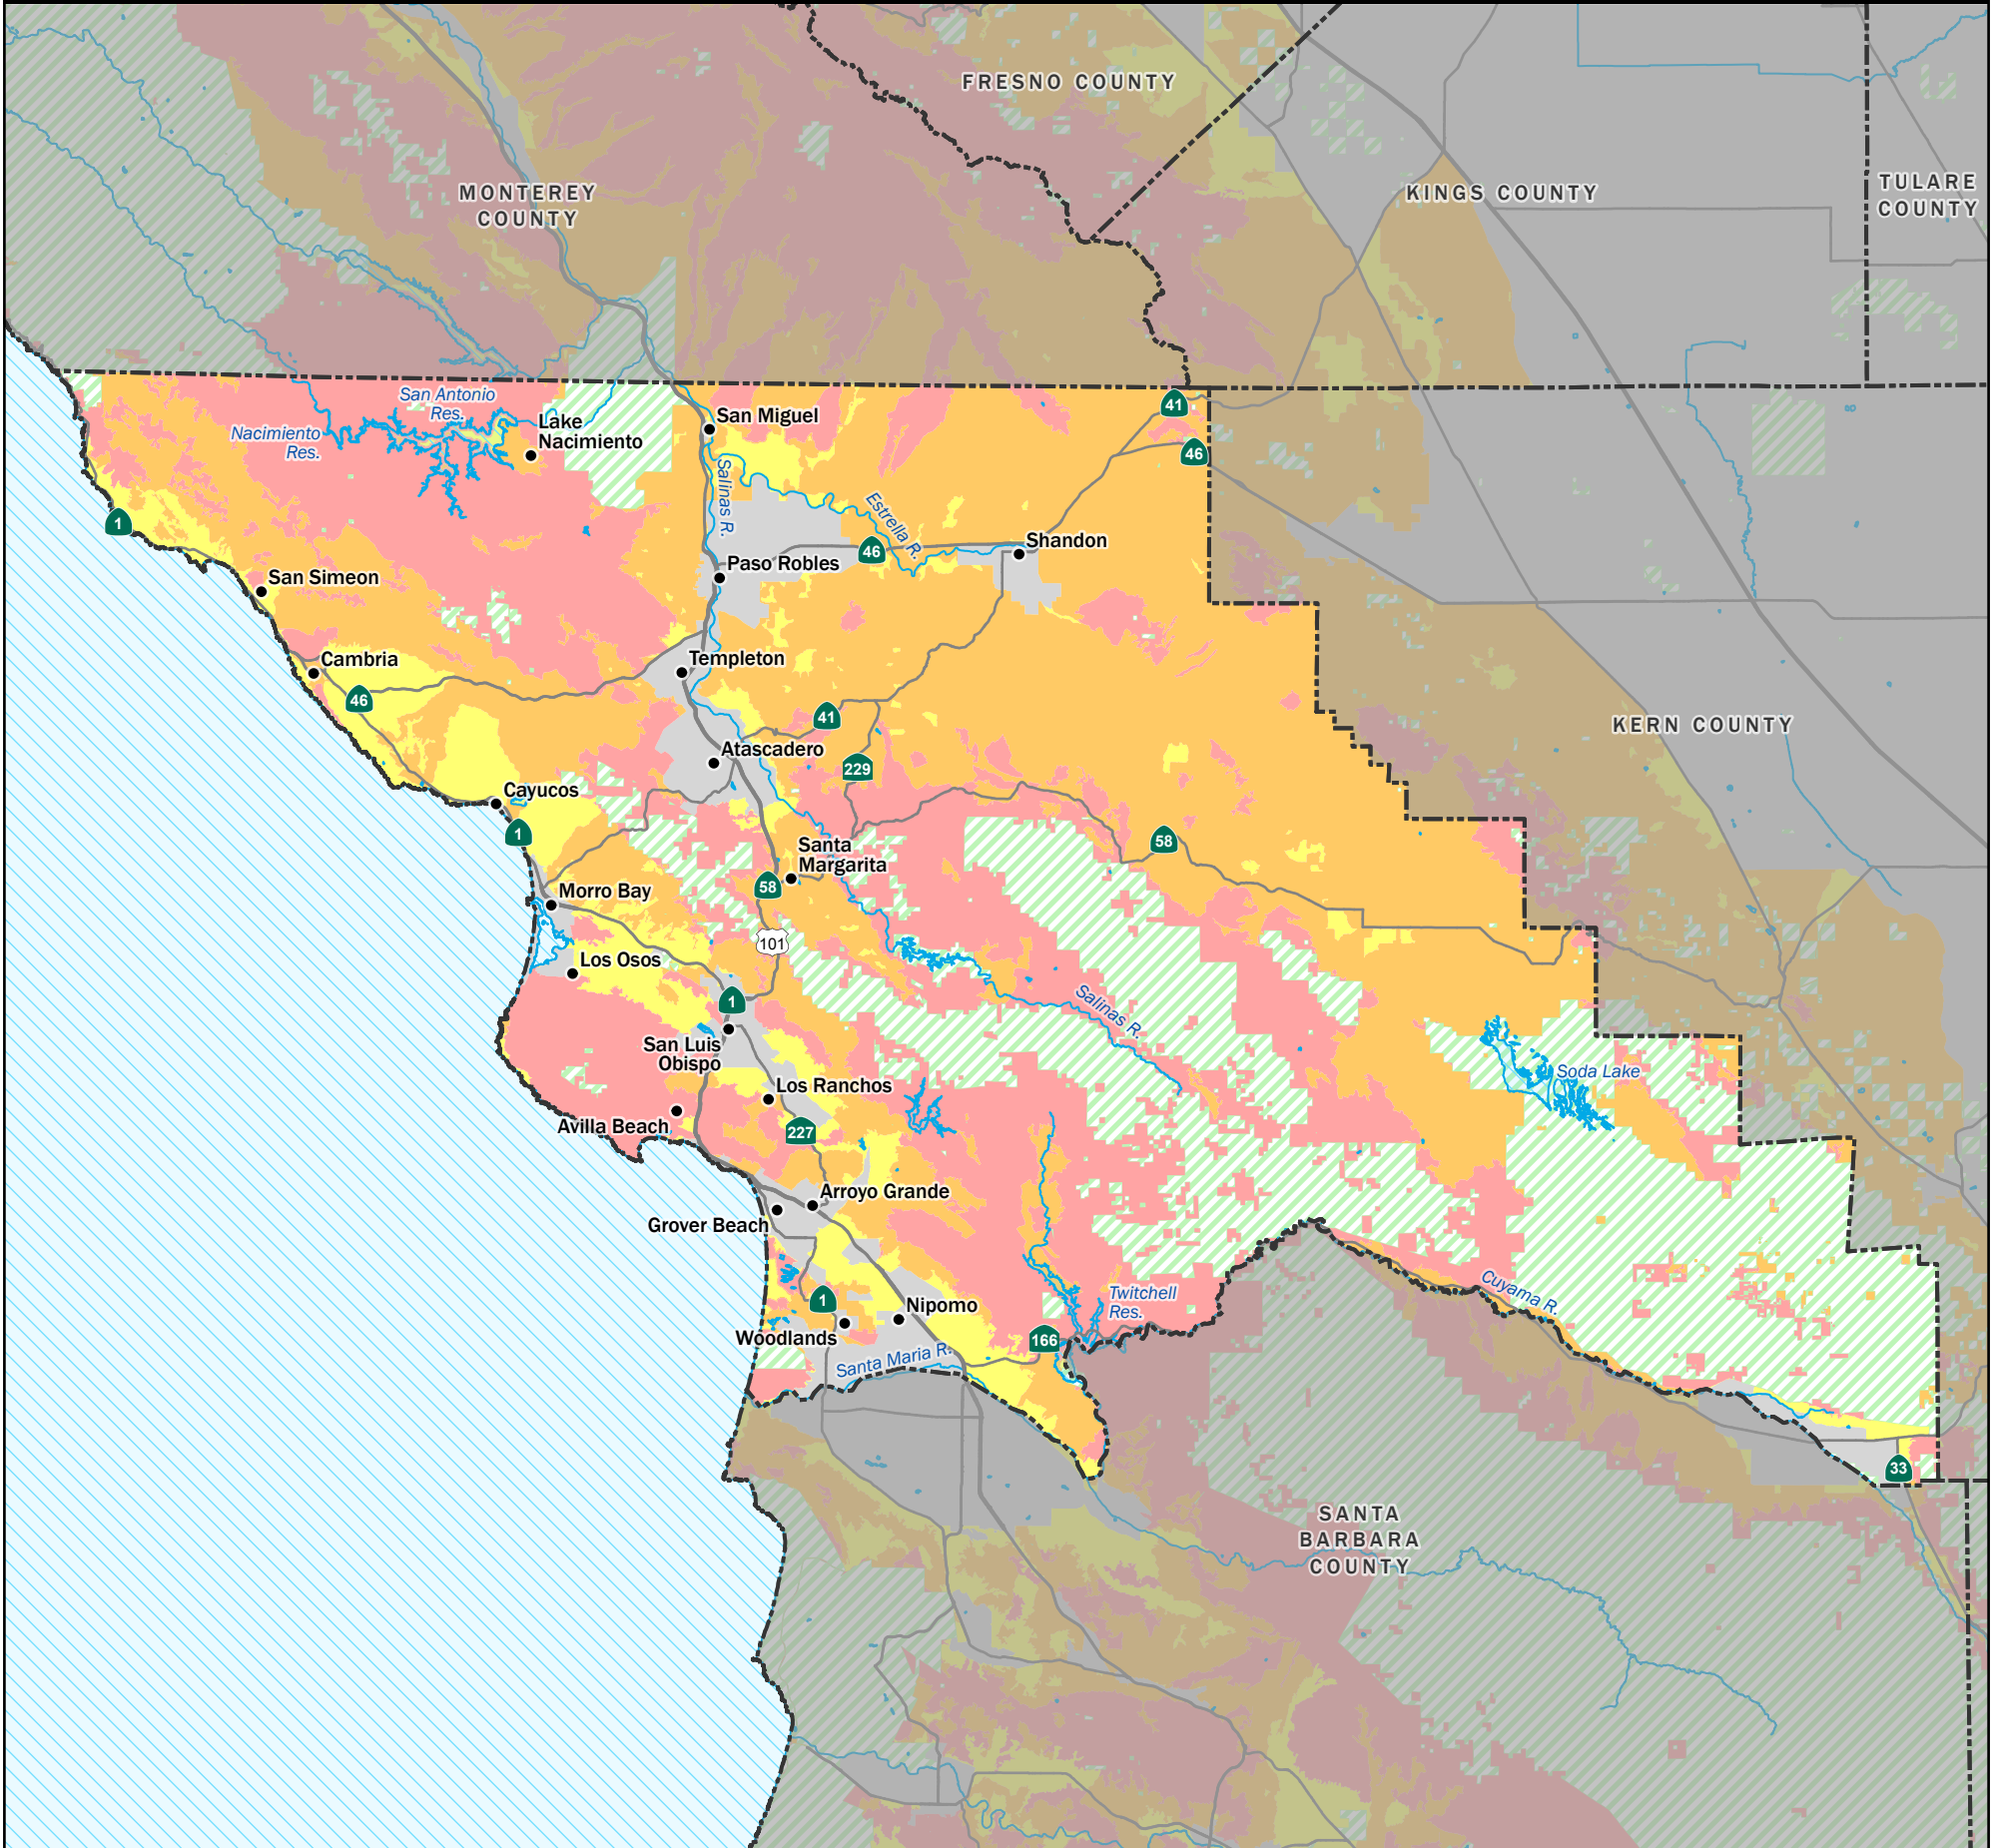 FRESNO COUNTY
MONTEREY
COUNTY
KINGS COUNTY
TULARE
COUNTY
San Antonio
Res.
Nacimiento
Res.
Lake
Nacimiento
San Miguel
41
46
Salinas R.
Estrella R.
1
46
Shandon
Paso Robles
San Simeon
Cambria
46
Templeton
41
KERN COUNTY
Atascadero
229
Cayucos
1
58
Santa
Margarita
58
Morro Bay
101
Los Osos
1
Salinas R.
San Luis
Obispo
Soda Lake
Los Ranchos
Avilla Beach
227
Arroyo Grande
Grover Beach
1
Nipomo
Woodlands
Twitchell
Res.
166
Cuyama R.
Santa Maria R.
33
SANTA
BARBARA
COUNTY